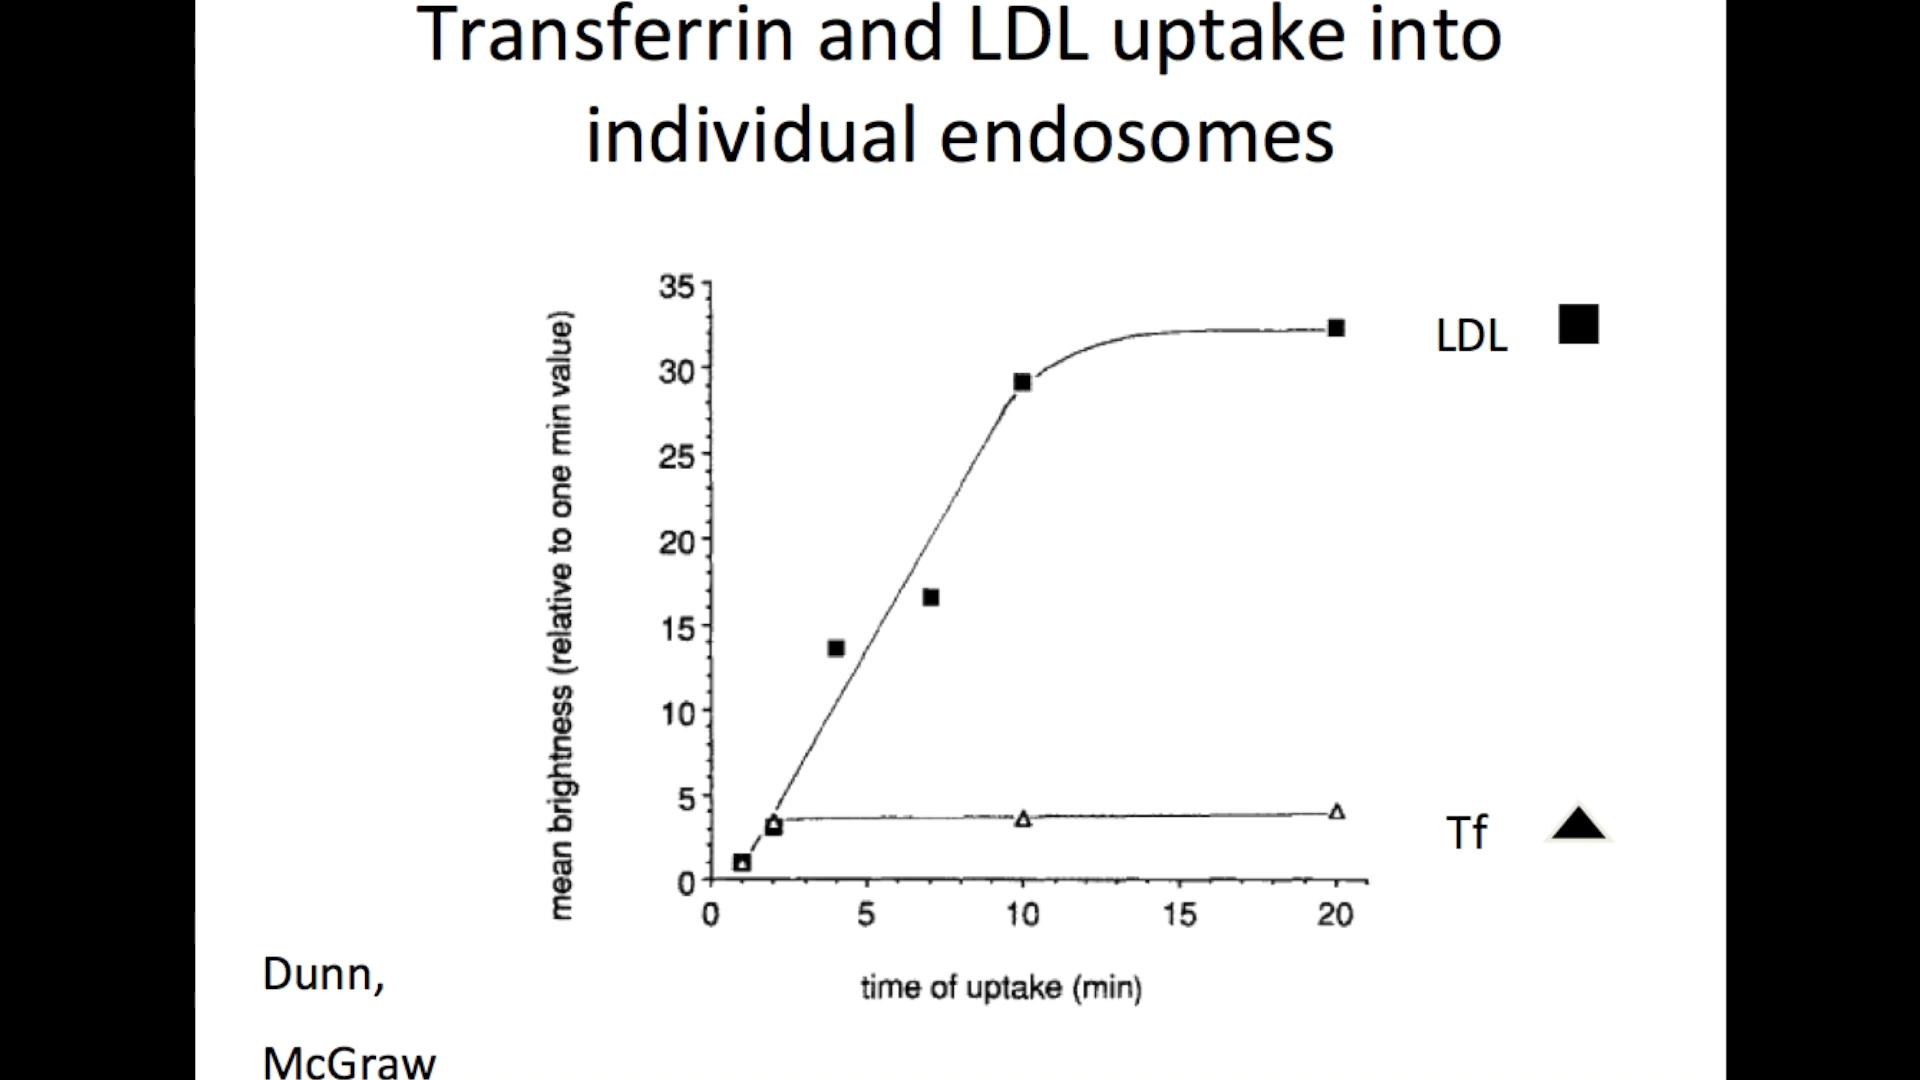 Transferrin and LDL uptake into
individual endosomes
mean brightness (relative to one min value)
35
30
25
20
15
10
5
0
0 5 10 15 20
time of uptake (min)
LDL
Tf
Dunn,
McGraw